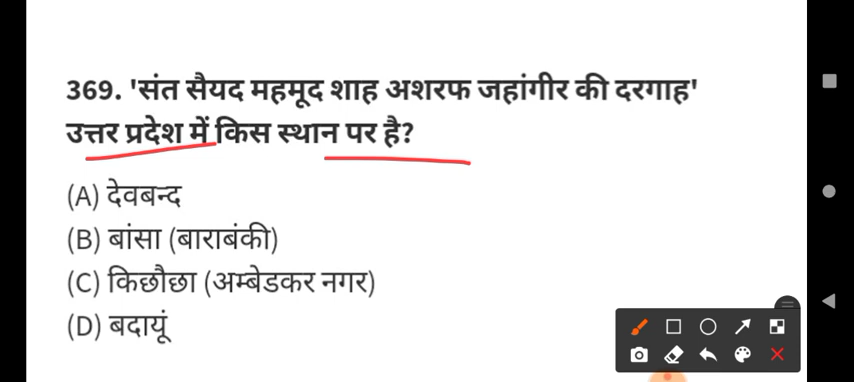 369. 'संत सैयद महमूद शाह अशरफ जहांगीर की दरगाह'
उत्तर प्रदेश में किस स्थान पर है?
(A) देवबन्द
(B) बांसा (बाराबंकी)
(C) किछौछा (अम्बेडकर नगर)
(D) बदायूं